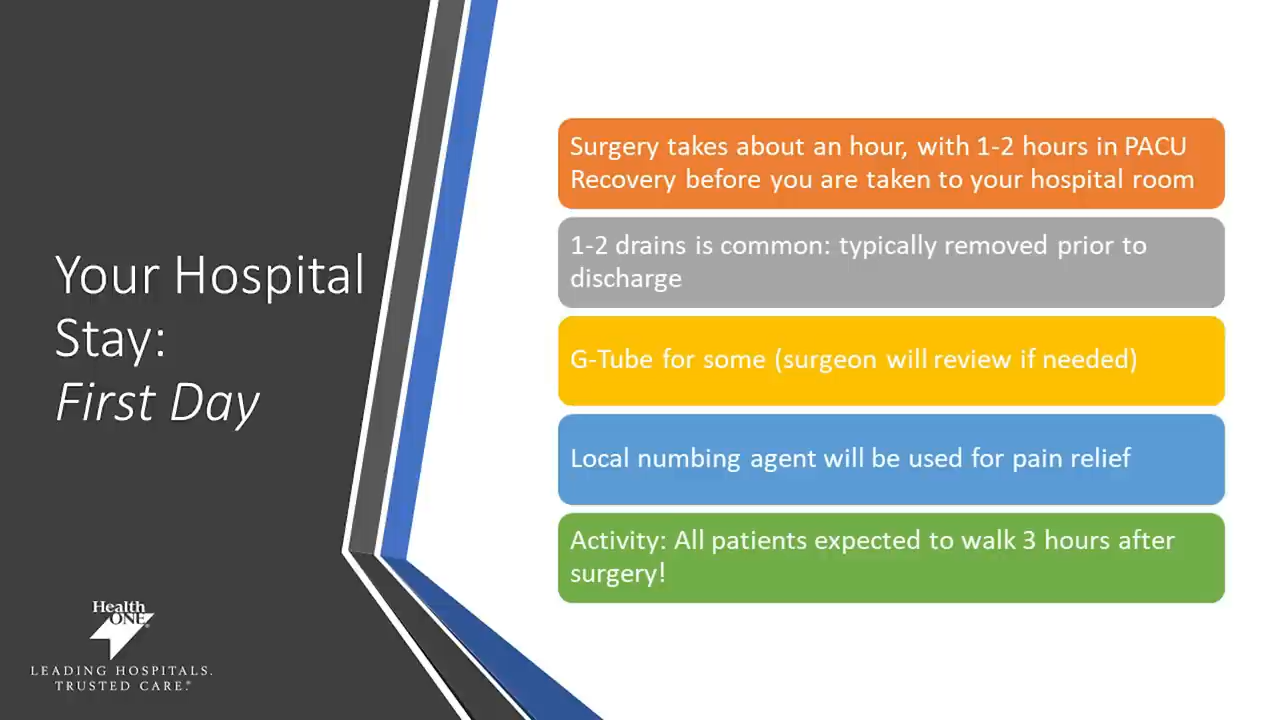 Your Hospital
Stay:
First Day
Surgery takes about an hour, with 1-2 hours in PACU
Recovery before you are taken to your hospital room
1-2 drains is common: typically removed prior to
discharge
G-Tube for some (surgeon will review if needed)
Local numbing agent will be used for pain relief
Activity: All patients expected to walk 3 hours after
surgery!
Health
ONE®
LEADING HOSPITALS.
TRUSTED CARE.®